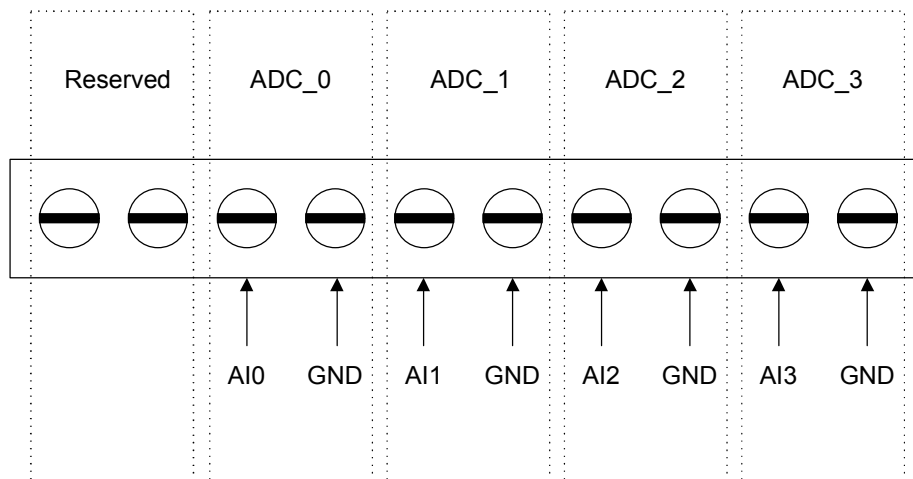 Reserved ADC_0 ADC_1 ADC_2 ADC_3
AI0 GND AI1 GND AI2 GND AI3 GND